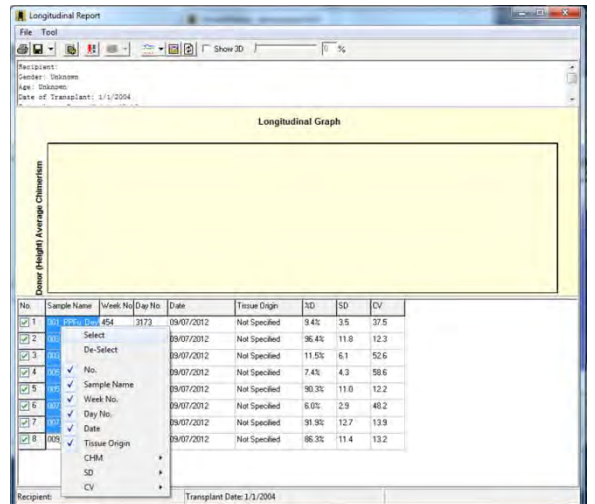 Longitudinal Report
File Tool
Show 3D 0 %
Recipient:
Gender: Unknown
Age: Unknown
Date of Transplant: 1/1/2004
Longitudinal Graph
Donor (Height) Average Chimerism
No. Sample Name Week No Day No. Date Tissue Origin %D SD CV
1 001_PPFu_Dev 454 3173 09/07/2012 Not Specified 9.4% 3.5 37.5
2 09/07/2012 Not Specified 96.4% 11.8 12.3
3 09/07/2012 Not Specified 11.5% 6.1 52.6
4 09/07/2012 Not Specified 7.4% 4.3 58.6
5 09/07/2012 Not Specified 90.3% 11.0 12.2
6 09/07/2012 Not Specified 6.0% 2.9 48.2
7 09/07/2012 Not Specified 91.9% 12.7 13.9
8 009 09/07/2012 Not Specified 86.3% 11.4 13.2
Select
De-Select
No.
Sample Name
Week No.
Day No.
Date
Tissue Origin
CHM
SD
CV
Recipient: Transplant Date: 1/1/2004